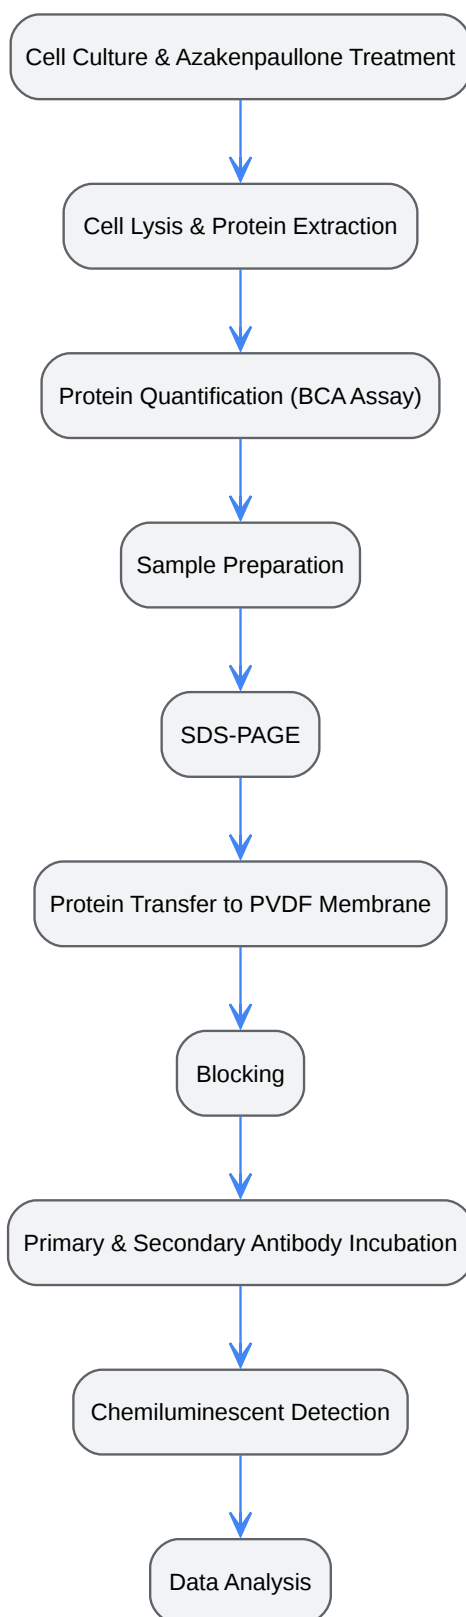 Cell Culture & Azakenpaullone Treatment
Cell Lysis & Protein Extraction
Protein Quantification (BCA Assay)
Sample Preparation
SDS-PAGE
Protein Transfer to PVDF Membrane
Blocking
Primary & Secondary Antibody Incubation
Chemiluminescent Detection
Data Analysis